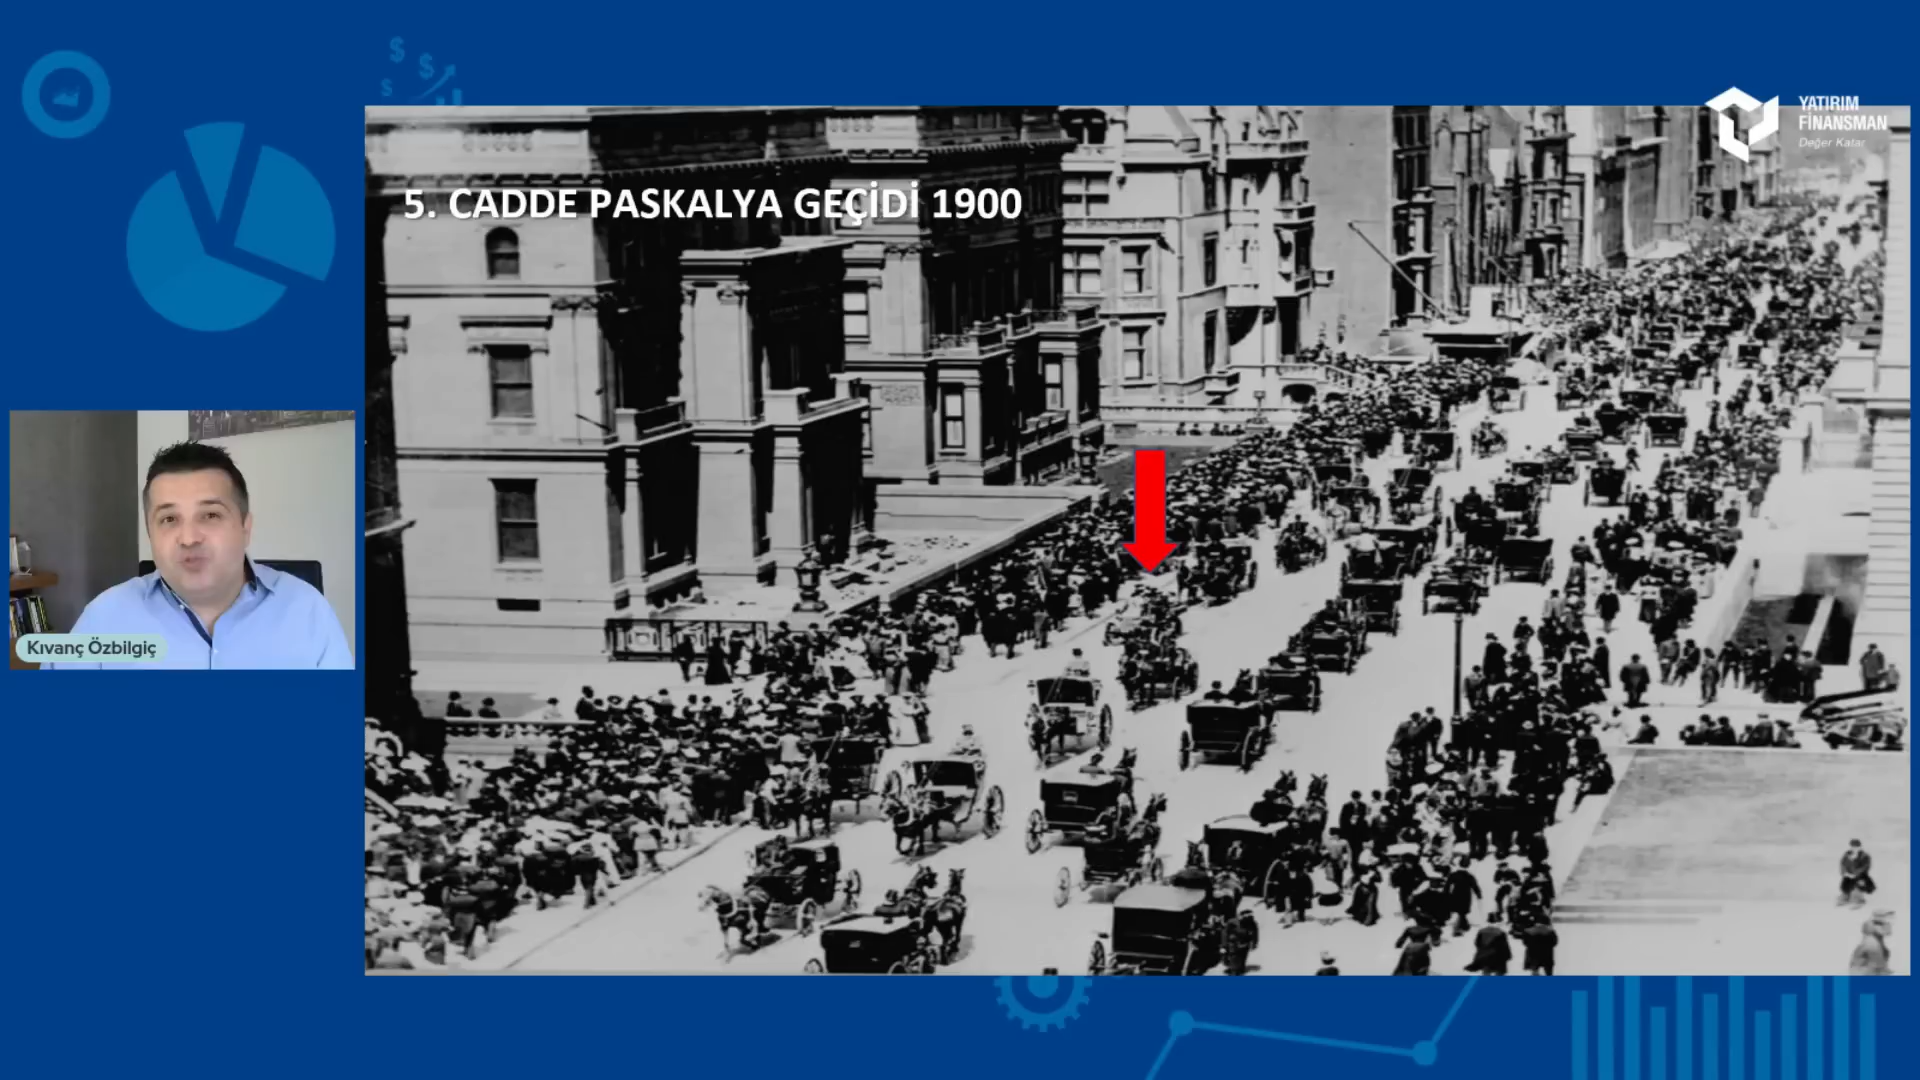 YATIRIM
FİNANSMAN
Değer Katar
5. CADDE PASKALYA GEÇİDİ 1900
Kıvanç Özbilgiç